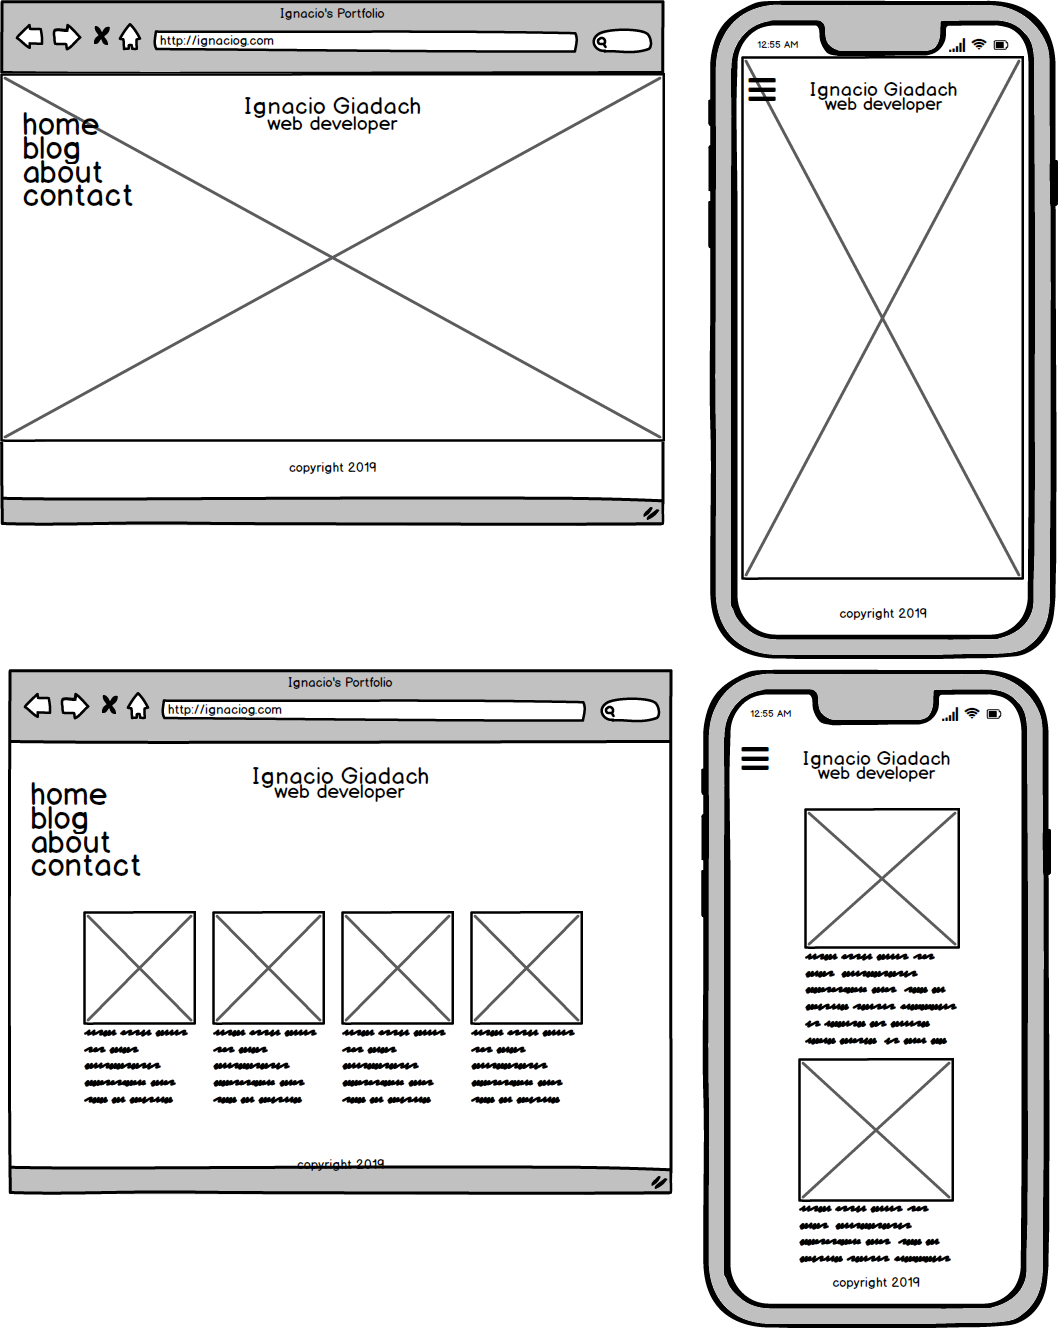 Ignacio's Portfolio
http://ignaciog.com
Ignacio Giadach
web developer
home
blog
about
contact
copyright 2019
12:55 AM
Ignacio Giadach
web developer
copyright 2019
Ignacio's Portfolio
http://ignaciog.com
Ignacio Giadach
web developer
home
blog
about
contact
copyright 2019
12:55 AM
Ignacio Giadach
web developer
copyright 2019